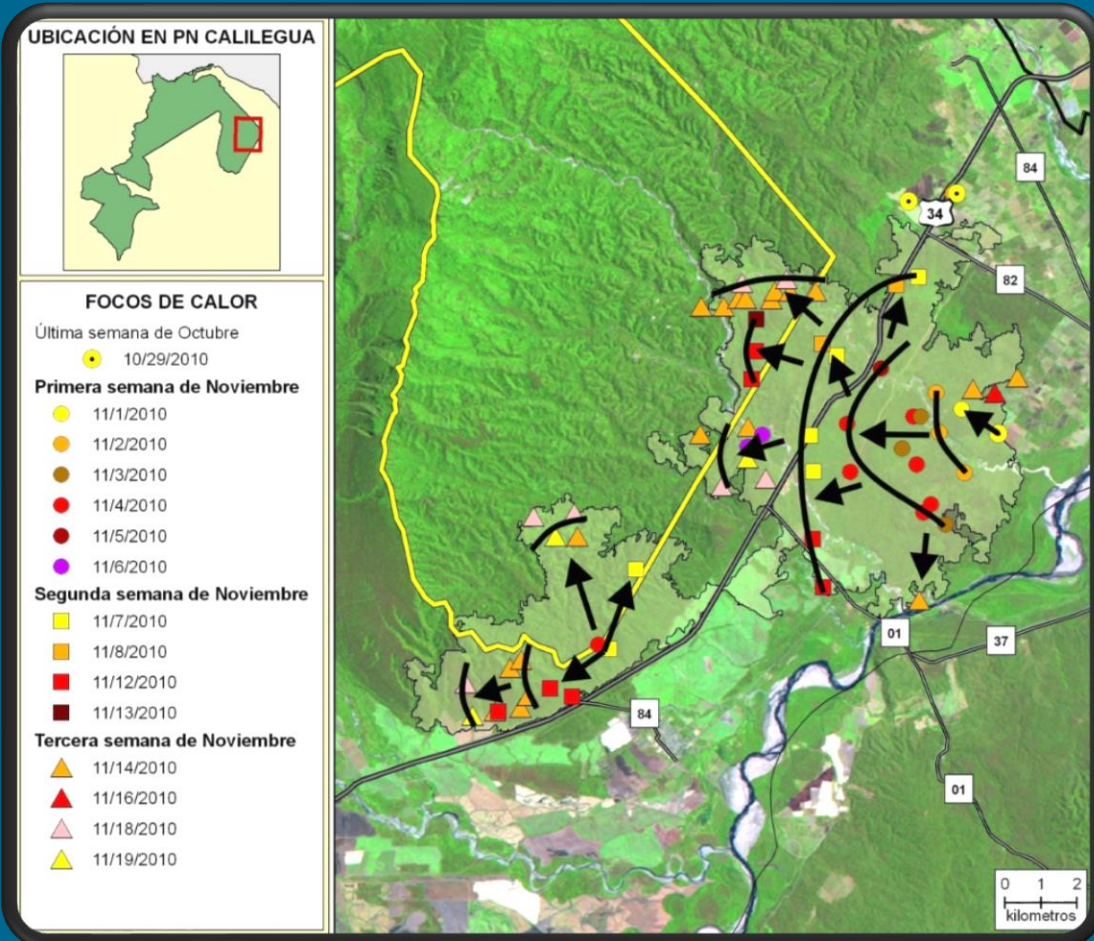 UBICACIÓN EN PN CALILEGUA
FOCOS DE CALOR
Última semana de Octubre
10/29/2010
Primera semana de Noviembre
11/1/2010
11/2/2010
11/3/2010
11/4/2010
11/5/2010
11/6/2010
Segunda semana de Noviembre
11/7/2010
11/8/2010
11/12/2010
11/13/2010
Tercera semana de Noviembre
11/14/2010
11/16/2010
11/18/2010
11/19/2010
84
34
82
01
37
84
01
0 1 2
kilometros